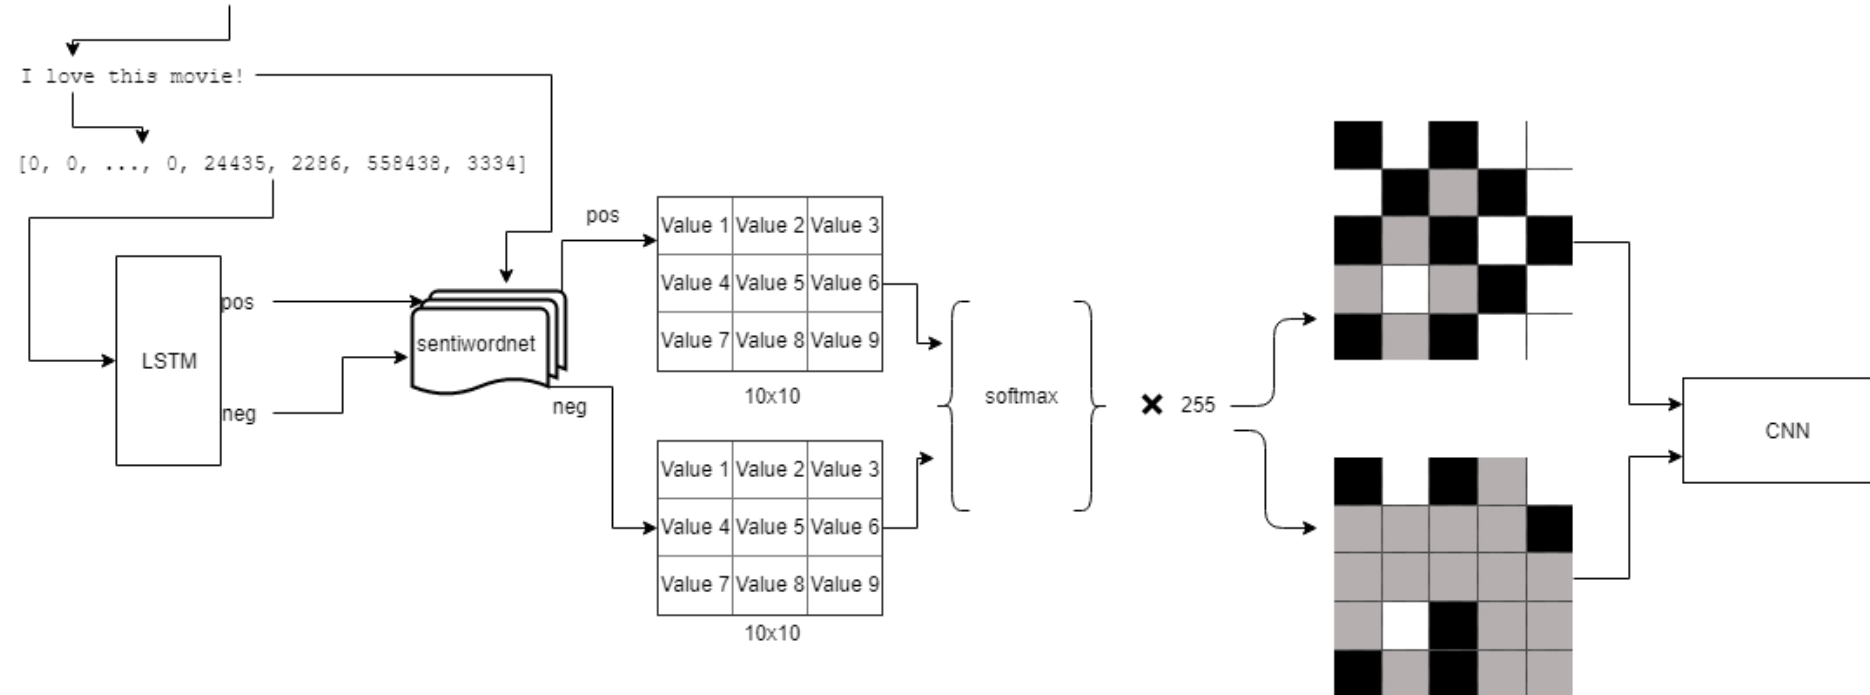 I love this movie!
[0, 0, ..., 0, 24435, 2286, 558438, 3334]
LSTM
pos
neg
sentiwordnet
pos
neg
Value 1 Value 2 Value 3
Value 4 Value 5 Value 6
Value 7 Value 8 Value 9
10x10
Value 1 Value 2 Value 3
Value 4 Value 5 Value 6
Value 7 Value 8 Value 9
10x10
softmax
× 255
CNN